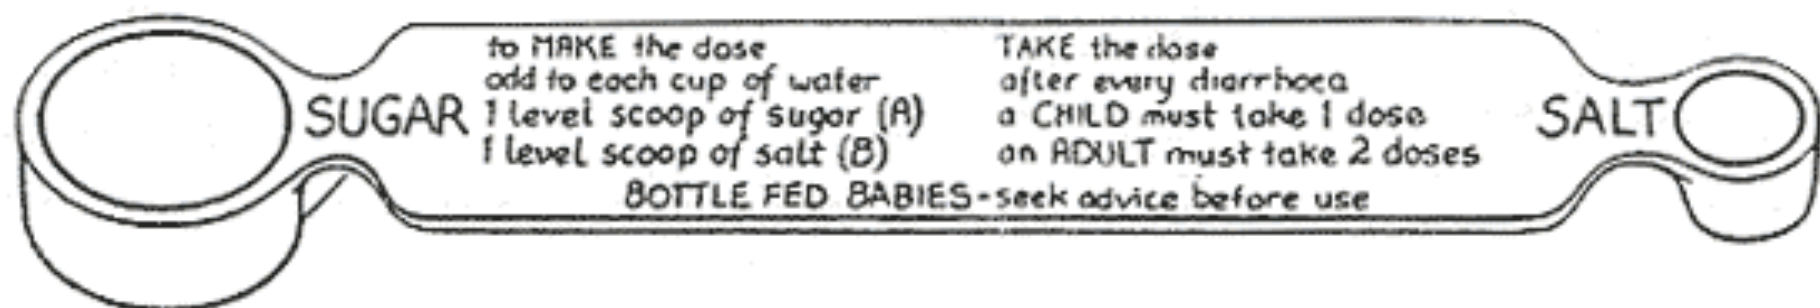 SUGAR
to MAKE the dose
add to each cup of water
1 level scoop of sugar (A)
1 level scoop of salt (B)
TAKE the dose
after every diarrhoea
a CHILD must take 1 dose
an ADULT must take 2 doses
BOTTLE FED BABIES - seek advice before use
SALT